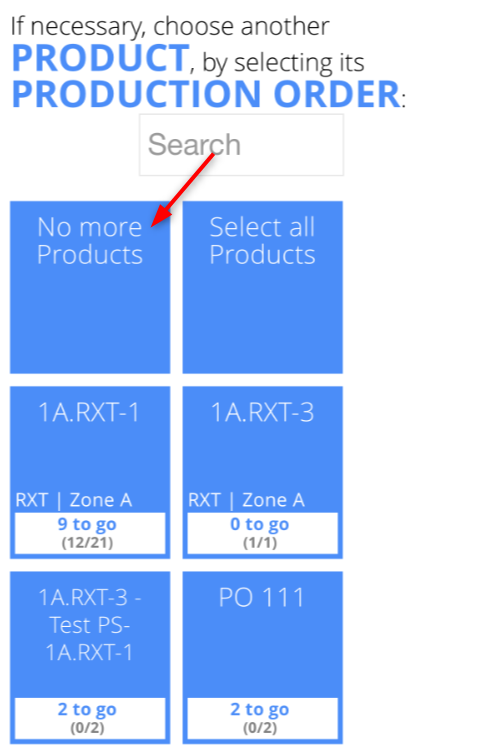 If necessary, choose another
PRODUCT, by selecting its
PRODUCTION ORDER:
Search
No more
Products
Select all
Products
1A.RXT-1
RXT | Zone A
9 to go
(12/21)
1A.RXT-3
RXT | Zone A
0 to go
(1/1)
1A.RXT-3 -
Test PS-
1A.RXT-1
2 to go
(0/2)
PO 111
2 to go
(0/2)